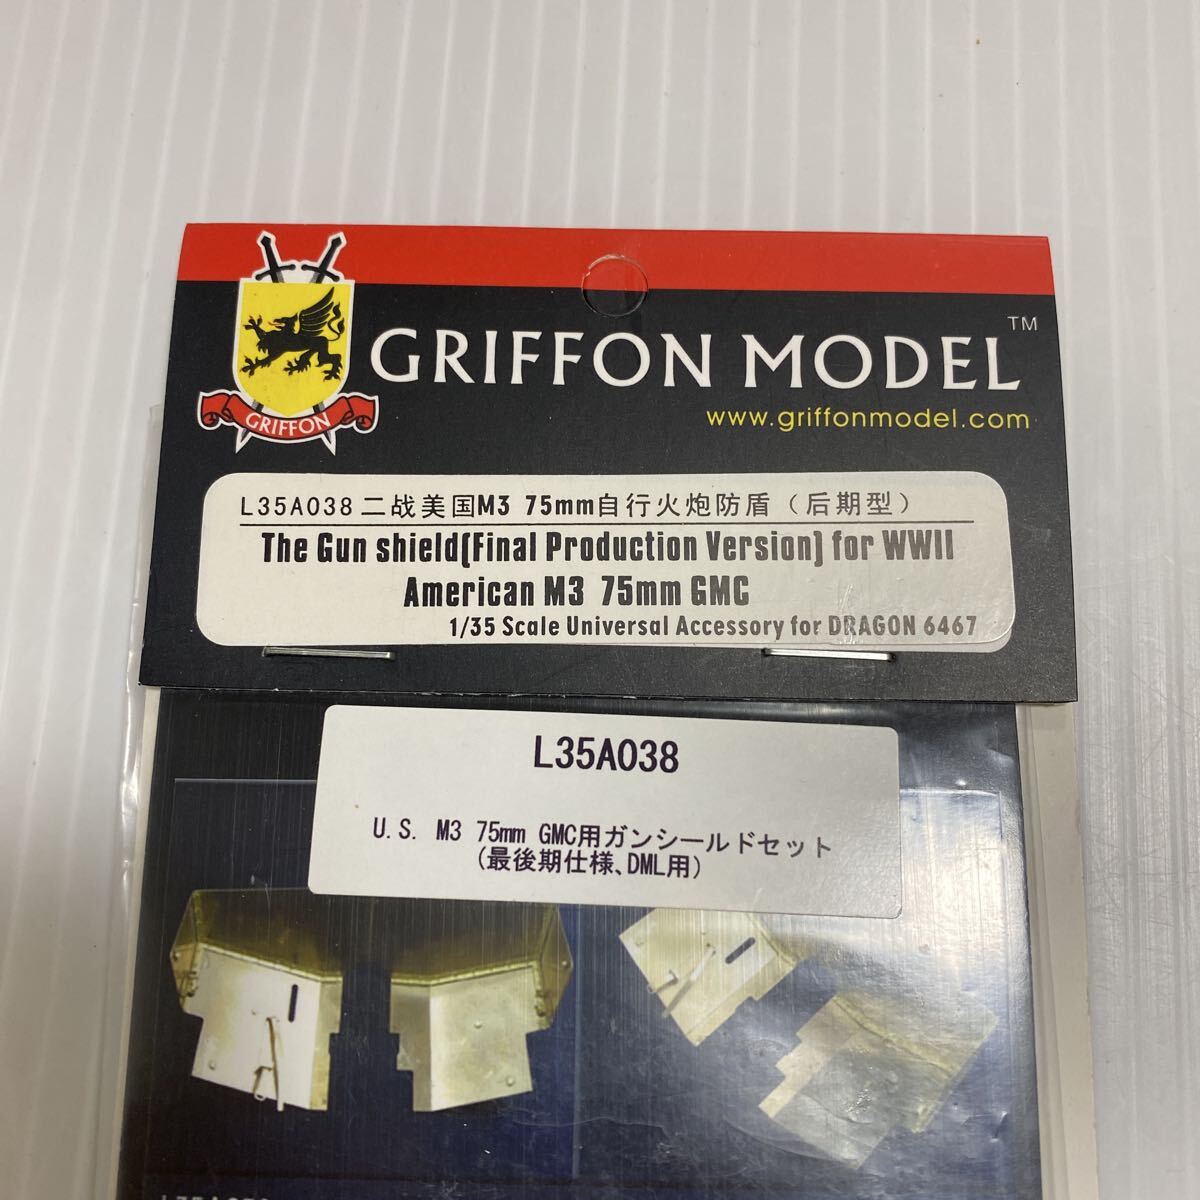 GRIFFON MODEL™
www.griffonmodel.com
GRIFFON
L35A038 二战美国M3 75mm自行火炮防盾（后期型）
The Gun shield(Final Production Version) for WWII
American M3 75mm GMC
1/35 Scale Universal Accessory for DRAGON 6467
L35A038
U.S. M3 75mm GMC用ガンシールドセット
(最後期仕様、DML用)